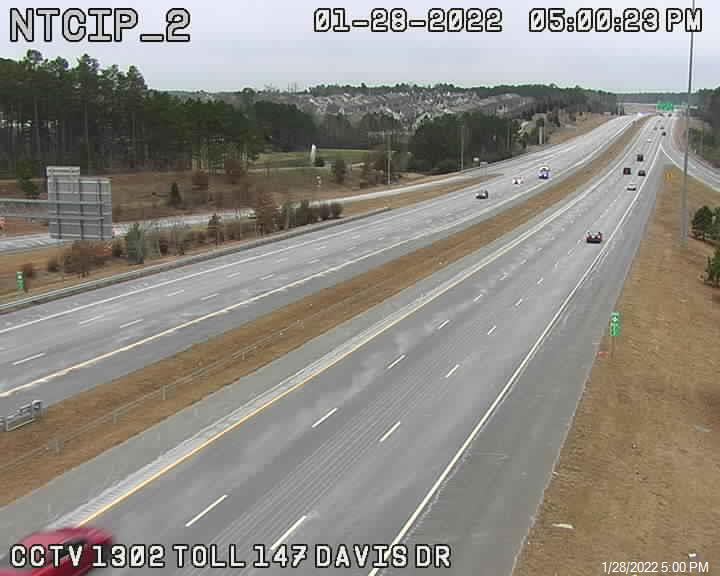 NTCIP_2 01-28-2022 05:00:23 PM
CCTV 1302 TOLL 147 DAVIS DR
1/28/2022 5:00 PM